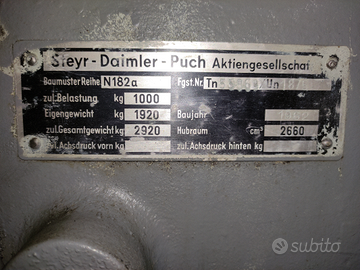 Steyr - Daimler - Puch Aktiengesellschaft
Baumuster Reihe N182a Fgst.Nr.
zul.Belastung kg 1000
Eigengewicht kg 1920 Baujahr
zul.Gesamtgewicht kg 2920 Hubraum cm³ 2660
zul.Achsdruck vorn kg zul.Achsdruck hinten kg
subito